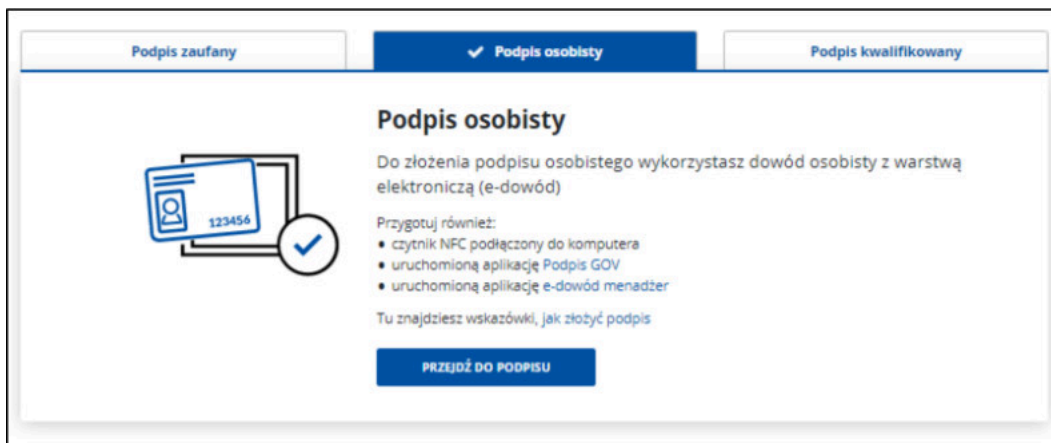 Podpis zaufany
Podpis osobisty
Podpis kwalifikowany
Podpis osobisty
Do złożenia podpisu osobistego wykorzystasz dowód osobisty z warstwą
elektroniczą (e-dowód)
123456
Przygotuj również:
• czytnik NFC podłączony do komputera
• uruchomioną aplikację Podpis GOV
• uruchomioną aplikację e-dowód menadżer
Tu znajdziesz wskazówki, jak złożyć podpis
PRZEJDŹ DO PODPISU